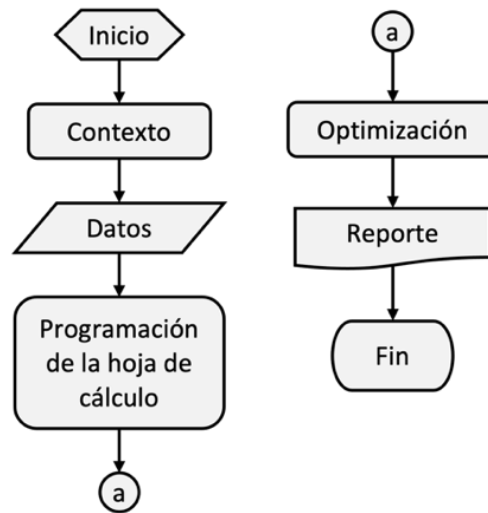 Inicio
Contexto
Datos
Programación
de la hoja de
cálculo
a
a
Optimización
Reporte
Fin